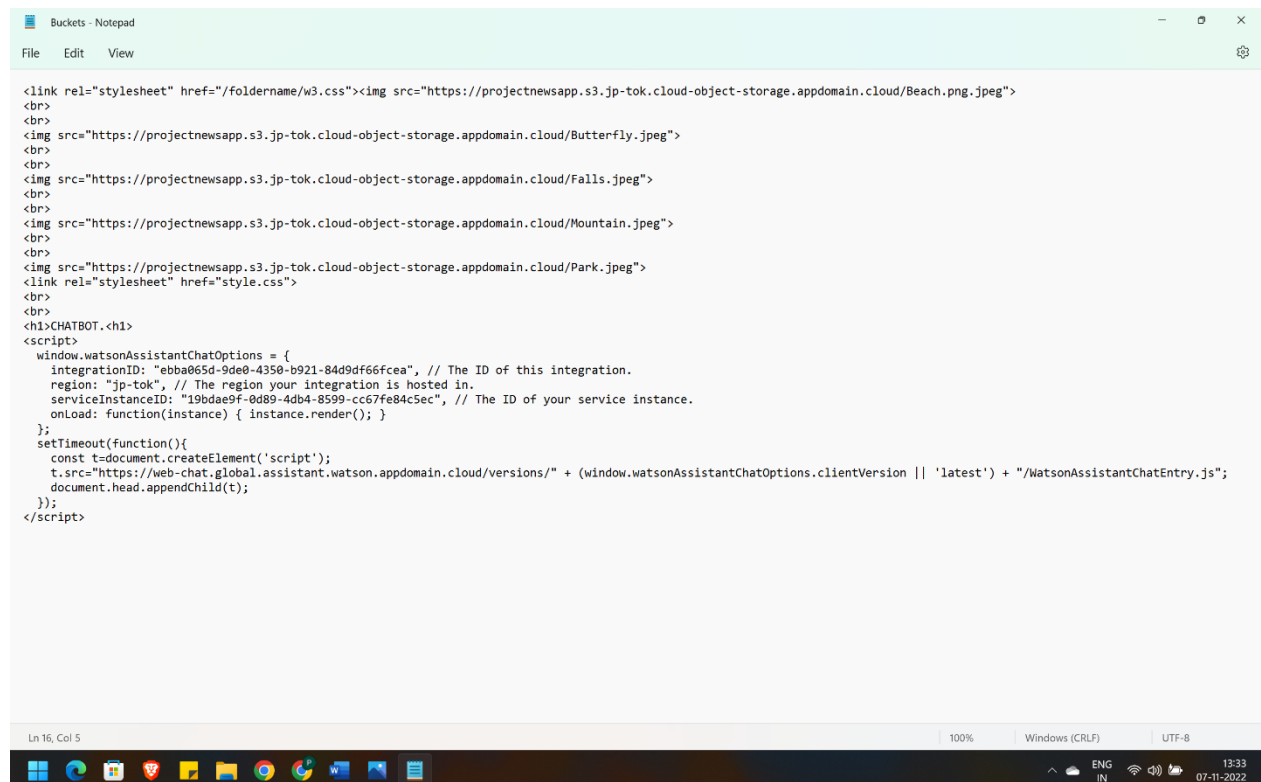 Buckets - Notepad
File Edit View
<link rel="stylesheet" href="/foldername/w3.css"><img src="https://projectnewsapp.s3.jp-tok.cloud-object-storage.appdomain.cloud/Beach.png.jpeg">
<br>
<br>
<img src="https://projectnewsapp.s3.jp-tok.cloud-object-storage.appdomain.cloud/Butterfly.jpeg">
<br>
<br>
<img src="https://projectnewsapp.s3.jp-tok.cloud-object-storage.appdomain.cloud/Falls.jpeg">
<br>
<br>
<img src="https://projectnewsapp.s3.jp-tok.cloud-object-storage.appdomain.cloud/Mountain.jpeg">
<br>
<br>
<img src="https://projectnewsapp.s3.jp-tok.cloud-object-storage.appdomain.cloud/Park.jpeg">
<link rel="stylesheet" href="style.css">
<br>
<br>
<h1>CHATBOT.<h1>
<script>
  window.watsonAssistantChatOptions = {
    integrationID: "ebba065d-9de0-4350-b921-84d9df66fcea", // The ID of this integration.
    region: "jp-tok", // The region your integration is hosted in.
    serviceInstanceID: "19bdae9f-0d89-4db4-8599-cc67fe84c5ec", // The ID of your service instance.
    onLoad: function(instance) { instance.render(); }
  };
  setTimeout(function(){
    const t=document.createElement('script');
    t.src="https://web-chat.global.assistant.watson.appdomain.cloud/versions/" + (window.watsonAssistantChatOptions.clientVersion || 'latest') + "/WatsonAssistantChatEntry.js";
    document.head.appendChild(t);
  });
</script>
Ln 16, Col 5 100% Windows (CRLF) UTF-8
ENG 13:33
IN 07-11-2022